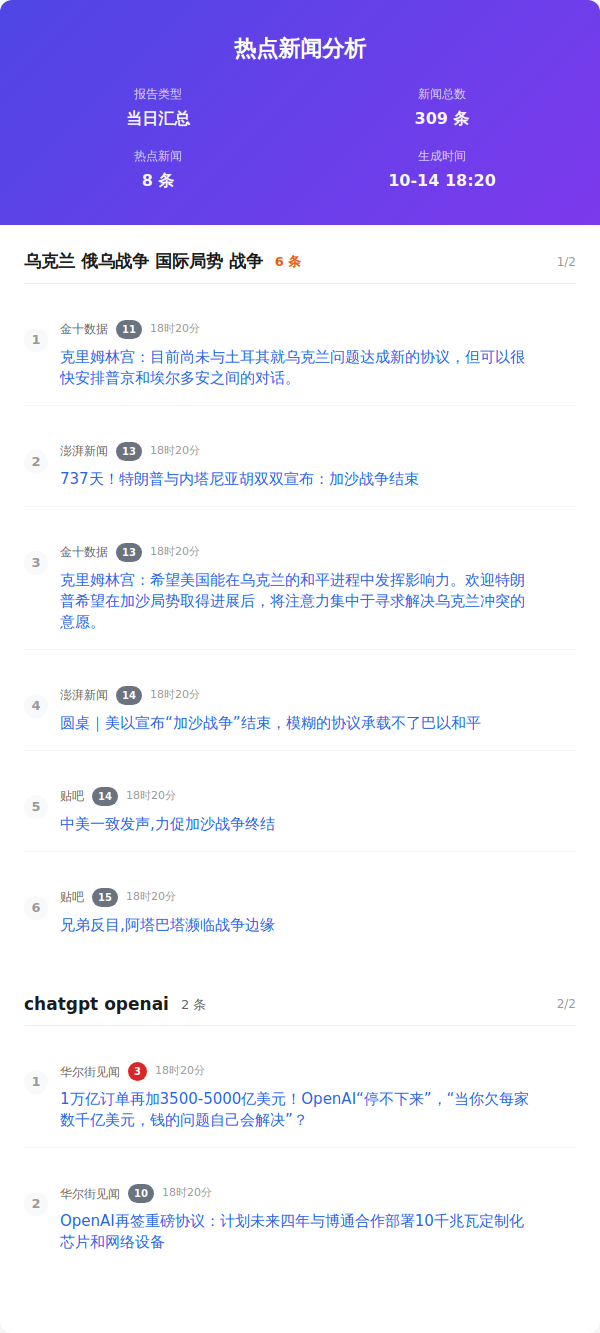 热点新闻分析
报告类型
当日汇总
新闻总数
309 条
热点新闻
8 条
生成时间
10-14 18:20
乌克兰 俄乌战争 国际局势 战争 6 条 1/2
1 金十数据 11 18时20分
克里姆林宫：目前尚未与土耳其就乌克兰问题达成新的协议，但可以很
快安排普京和埃尔多安之间的对话。
2 澎湃新闻 13 18时20分
737天！特朗普与内塔尼亚胡双双宣布：加沙战争结束
3 金十数据 13 18时20分
克里姆林宫：希望美国能在乌克兰的和平进程中发挥影响力。欢迎特朗
普希望在加沙局势取得进展后，将注意力集中于寻求解决乌克兰冲突的
意愿。
4 澎湃新闻 14 18时20分
圆桌｜美以宣布“加沙战争”结束，模糊的协议承载不了巴以和平
5 贴吧 14 18时20分
中美一致发声,力促加沙战争终结
6 贴吧 15 18时20分
兄弟反目,阿塔巴塔濒临战争边缘
chatgpt openai 2 条 2/2
1 华尔街见闻 3 18时20分
1万亿订单再加3500-5000亿美元！OpenAI“停不下来”，“当你欠每家
数千亿美元，钱的问题自己会解决”？
2 华尔街见闻 10 18时20分
OpenAI再签重磅协议：计划未来四年与博通合作部署10千兆瓦定制化
芯片和网络设备